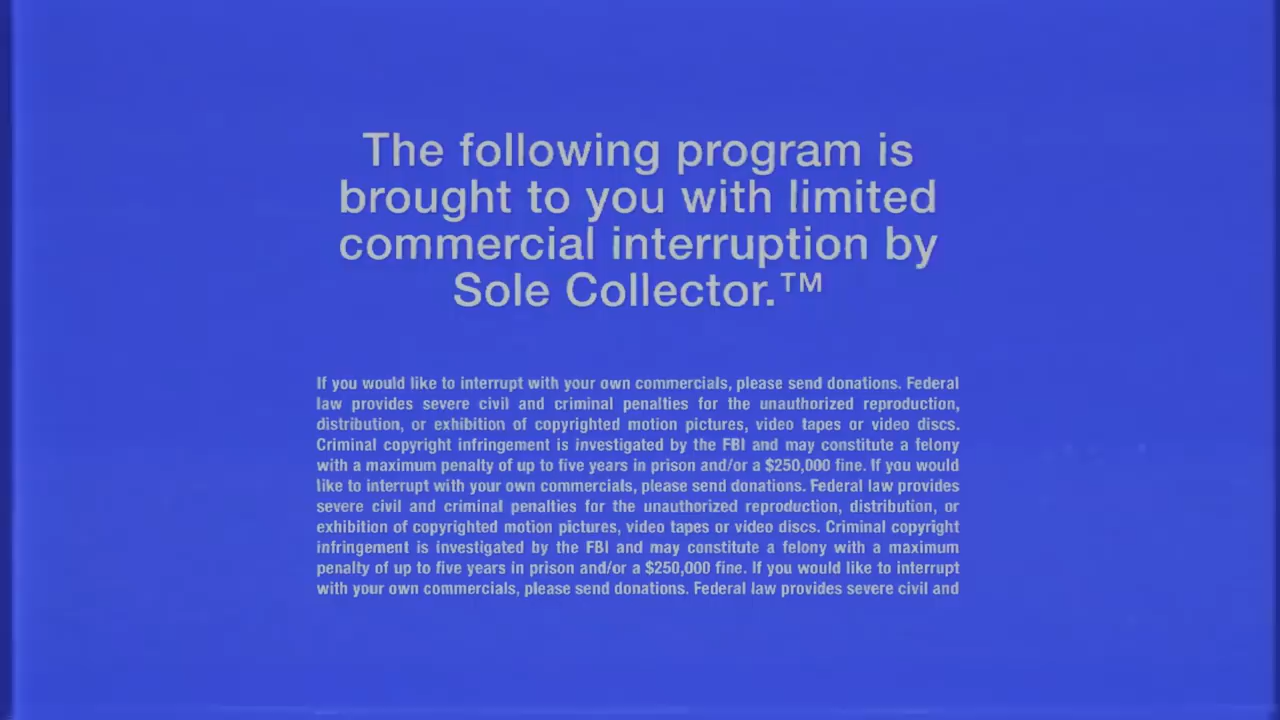 The following program is
brought to you with limited
commercial interruption by
Sole Collector.™
If you would like to interrupt with your own commercials, please send donations. Federal
law provides severe civil and criminal penalties for the unauthorized reproduction,
distribution, or exhibition of copyrighted motion pictures, video tapes or video discs.
Criminal copyright infringement is investigated by the FBI and may constitute a felony
with a maximum penalty of up to five years in prison and/or a $250,000 fine. If you would
like to interrupt with your own commercials, please send donations. Federal law provides
severe civil and criminal penalties for the unauthorized reproduction, distribution, or
exhibition of copyrighted motion pictures, video tapes or video discs. Criminal copyright
infringement is investigated by the FBI and may constitute a felony with a maximum
penalty of up to five years in prison and/or a $250,000 fine. If you would like to interrupt
with your own commercials, please send donations. Federal law provides severe civil and